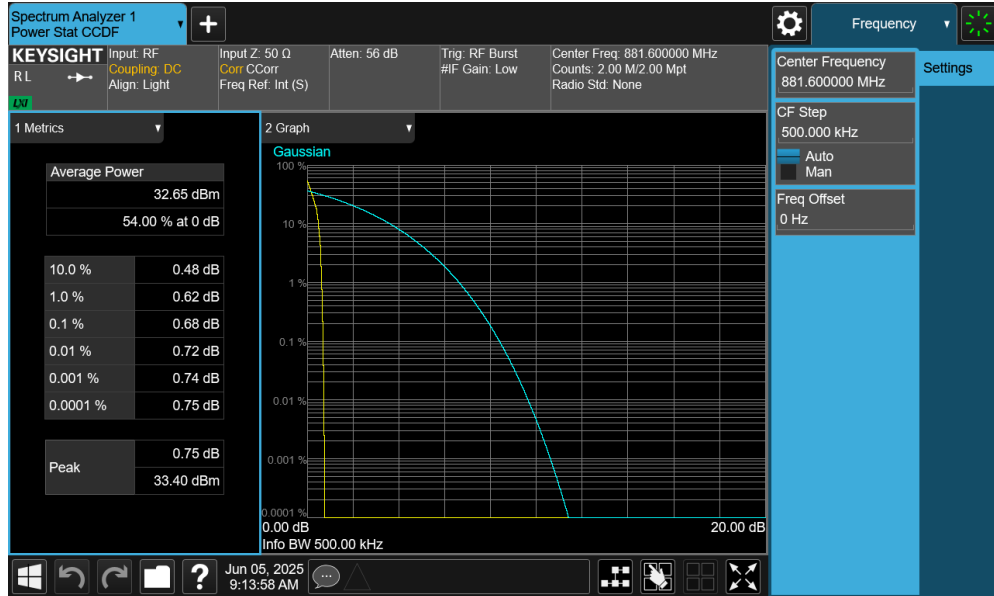 Spectrum Analyzer 1
Power Stat CCDF
+
Frequency
KEYSIGHT
RL
LXI
Input: RF
Coupling: DC
Align: Light
Input Z: 50 Ω
Corr CCorr
Freq Ref: Int (S)
Atten: 56 dB
Trig: RF Burst
#IF Gain: Low
Center Freq: 881.600000 MHz
Counts: 2.00 M/2.00 Mpt
Radio Std: None
Center Frequency
881.600000 MHz
Settings
CF Step
500.000 kHz
Auto
Man
Freq Offset
0 Hz
1 Metrics
Average Power
32.65 dBm
54.00 % at 0 dB
10.0 % 0.48 dB
1.0 % 0.62 dB
0.1 % 0.68 dB
0.01 % 0.72 dB
0.001 % 0.74 dB
0.0001 % 0.75 dB
Peak
0.75 dB
33.40 dBm
2 Graph
Gaussian
100 %
10 %
1 %
0.1 %
0.01 %
0.001 %
0.0001 %
0.00 dB 20.00 dB
Info BW 500.00 kHz
?
Jun 05, 2025
9:13:58 AM